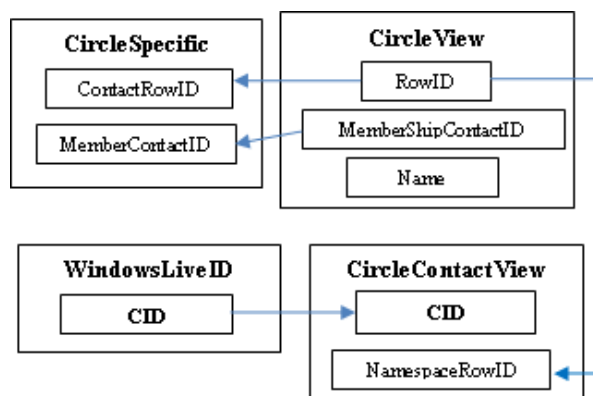 CircleSpecific
ContactRowID
MemberContactID
CircleView
RowID
MemberShipContactID
Name
WindowsLiveID
CID
CircleContactView
CID
NamespaceRowID